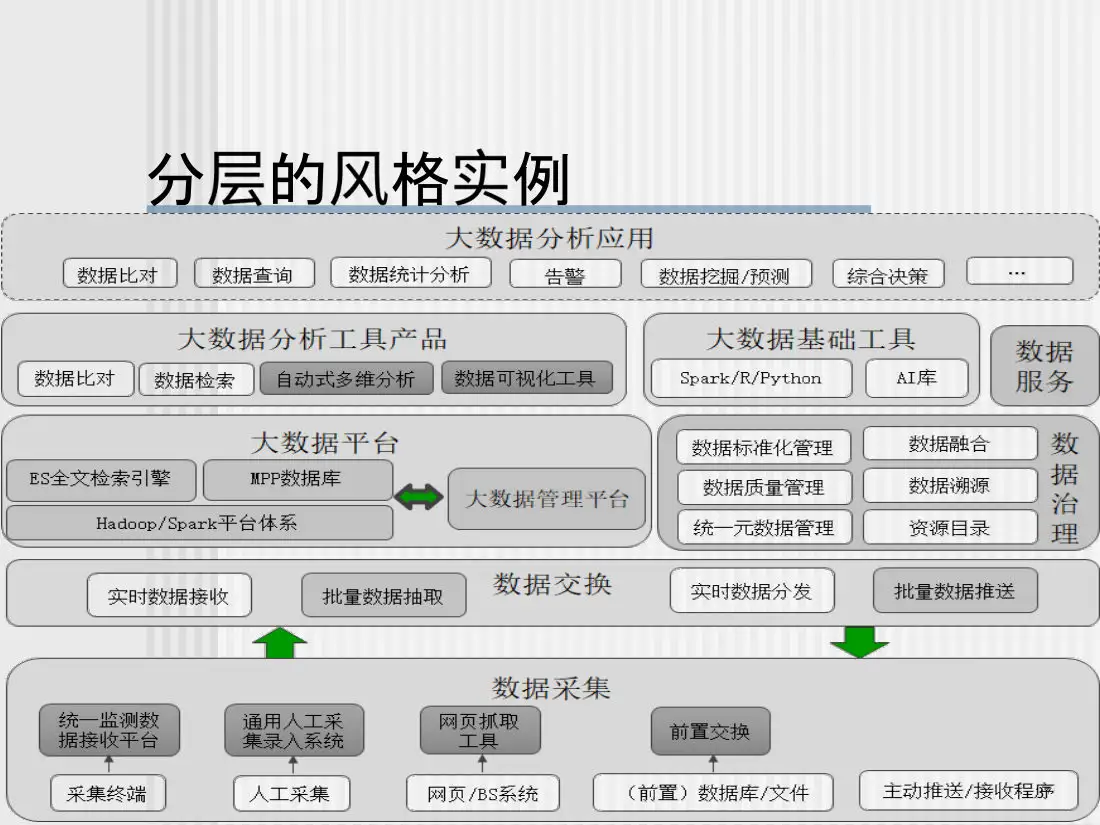 分层的风格实例
大数据分析应用
数据比对
数据查询
数据统计分析
告警
数据挖掘/预测
综合决策
...
大数据分析工具产品
数据比对
数据检索
自动式多维分析
数据可视化工具
大数据基础工具
Spark/R/Python
AI库
数据
服务
大数据平台
ES全文检索引擎
MPP数据库
Hadoop/Spark平台体系
大数据管理平台
数据标准化管理
数据融合
数据质量管理
数据溯源
统一元数据管理
资源目录
数据治理
数据交换
实时数据接收
批量数据抽取
实时数据分发
批量数据推送
数据采集
统一监测数
据接收平台
通用人工采
集录入系统
网页抓取
工具
前置交换
采集终端
人工采集
网页/BS系统
（前置）数据库/文件
主动推送/接收程序